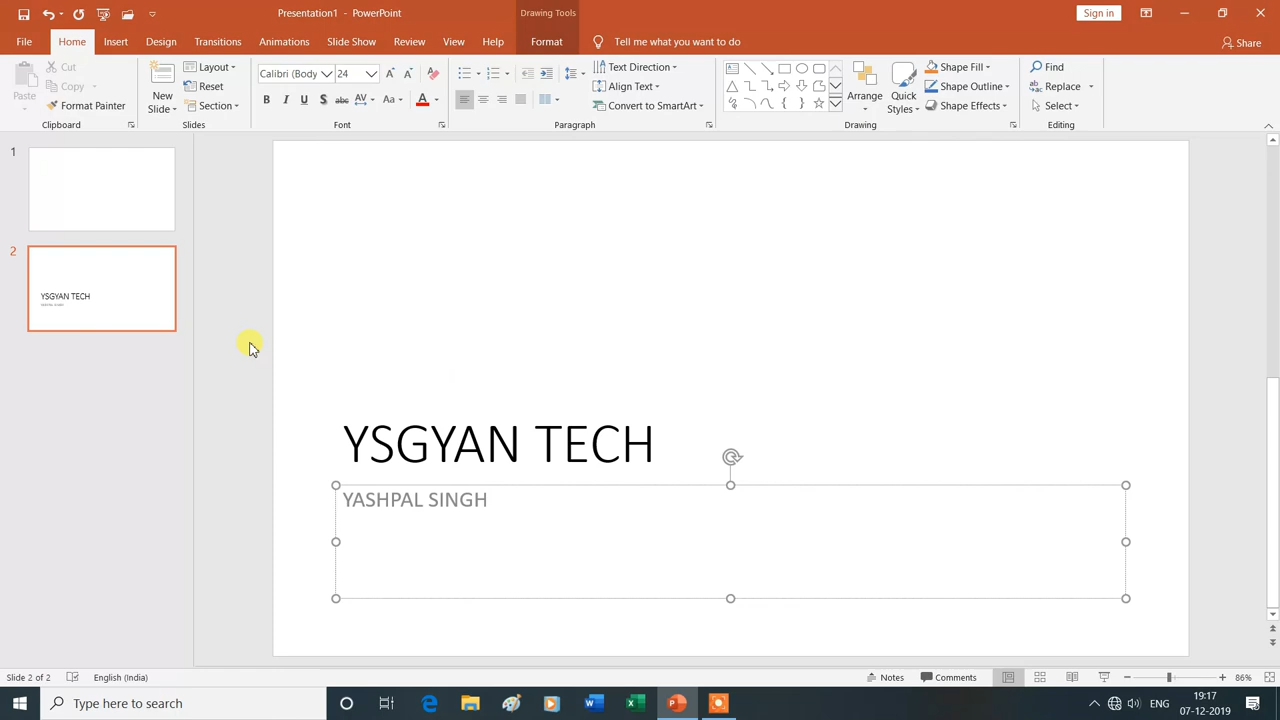 Presentation1 - PowerPoint
Drawing Tools
Sign in
File Home Insert Design Transitions Animations Slide Show Review View Help Format Tell me what you want to do Share
Paste
Cut
Copy
Format Painter
Clipboard
New Slide
Layout
Reset
Section
Slides
Calibri (Body 24
B I U S abc AV Aa A
Font
Text Direction
Align Text
Convert to SmartArt
Paragraph
Arrange
Quick Styles
Shape Fill
Shape Outline
Shape Effects
Drawing
Find
Replace
Select
Editing
1
2
YSGYAN TECH
YSGYAN TECH
YASHPAL SINGH
Slide 2 of 2 English (India) Notes Comments 86%
Type here to search
ENG
19:17
07-12-2019